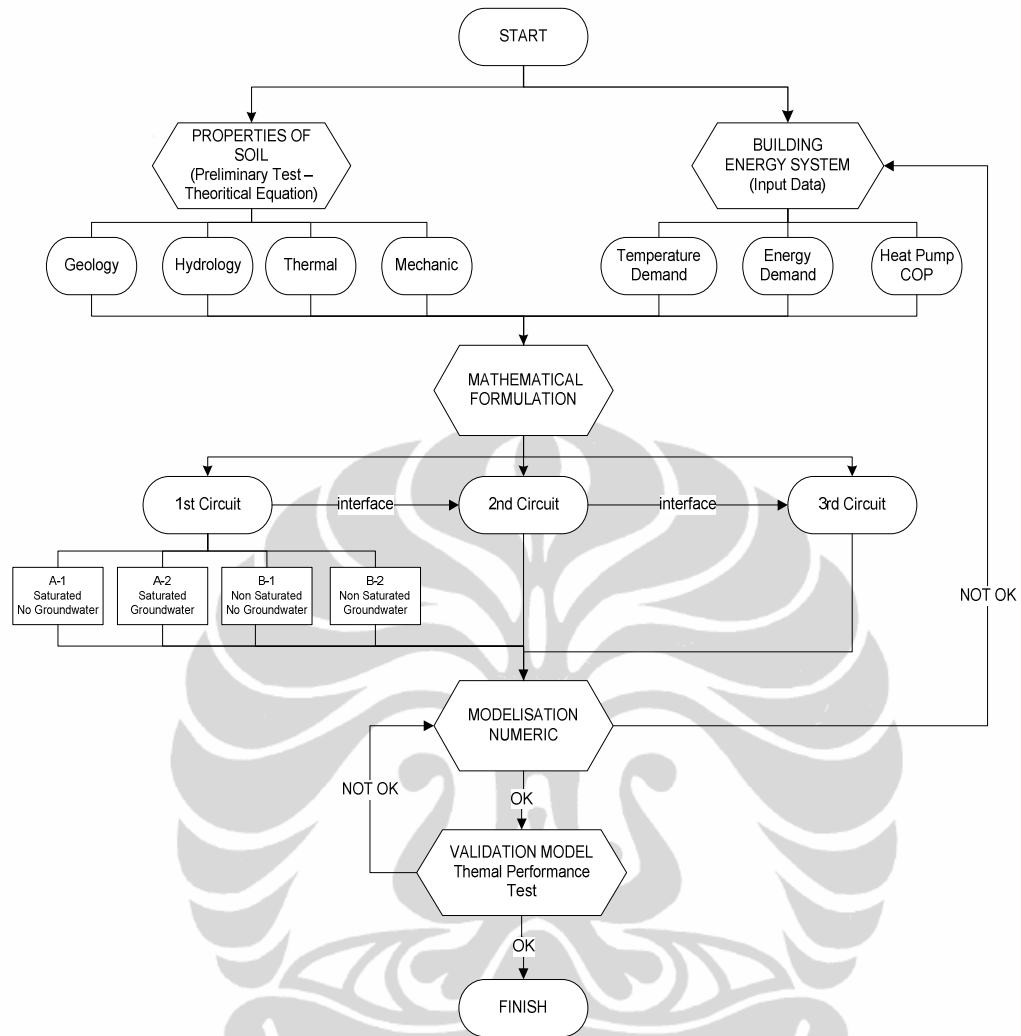 START
PROPERTIES OF
SOIL
(Preliminary Test –
Theoritical Equation)
BUILDING
ENERGY SYSTEM
(Input Data)
Geology
Hydrology
Thermal
Mechanic
Temperature
Demand
Energy
Demand
Heat Pump
COP
MATHEMATICAL
FORMULATION
1st Circuit
interface
2nd Circuit
interface
3rd Circuit
A-1
Saturated
No Groundwater
A-2
Saturated
Groundwater
B-1
Non Saturated
No Groundwater
B-2
Non Saturated
Groundwater
NOT OK
MODELISATION
NUMERIC
NOT OK
OK
VALIDATION MODEL
Themal Performance
Test
OK
FINISH